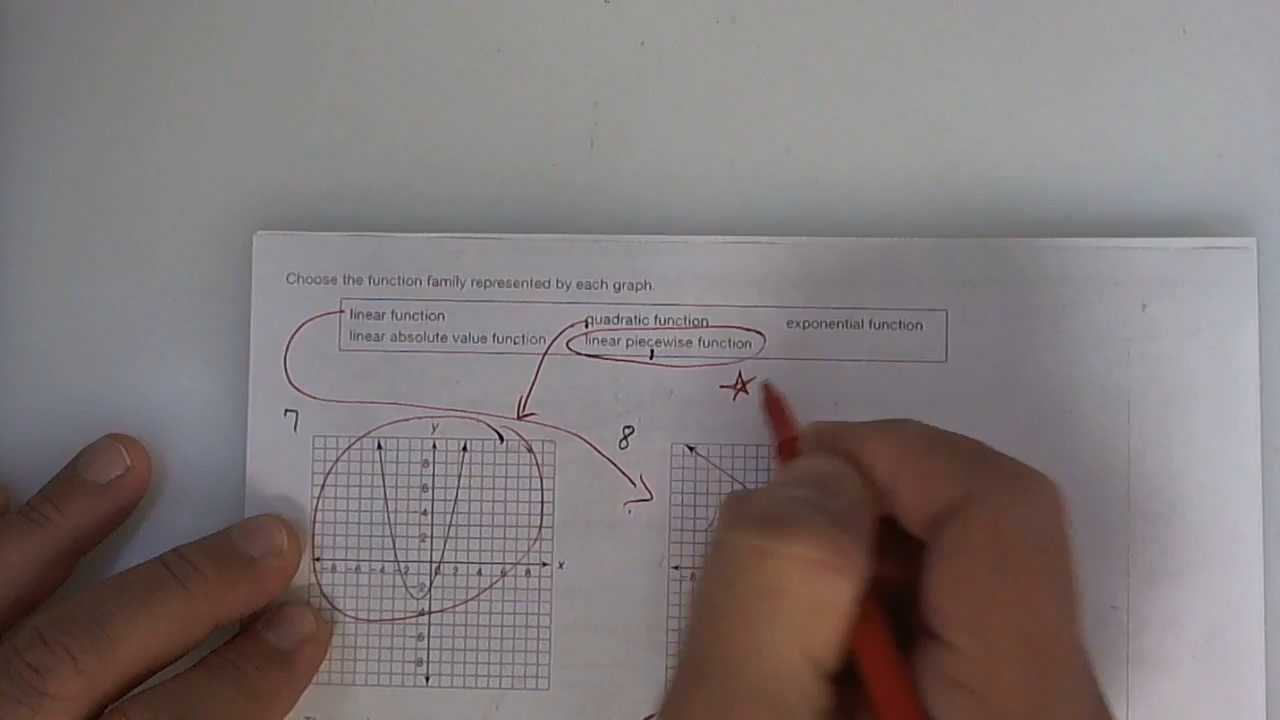 Choose the function family represented by each graph.
linear function quadratic function exponential function
linear absolute value function linear piecewise function
7
8
y
8
6
4
2
-8 -6 -4 -2 0 2 4 6 8 x
-2
-4
-6
-8
-8